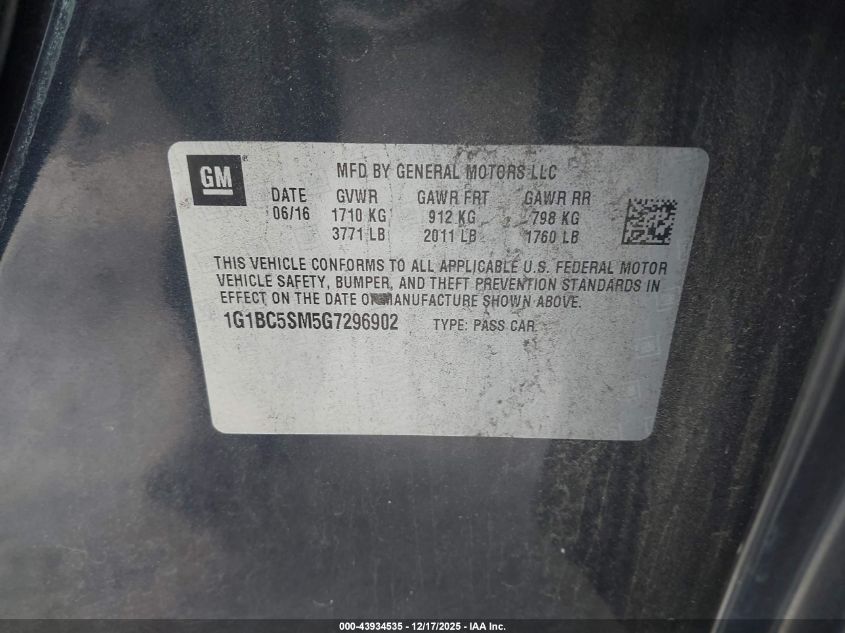 GM ®
MFD BY GENERAL MOTORS LLC
DATE GVWR GAWR FRT GAWR RR
06/16 1710 KG 912 KG 798 KG
3771 LB 2011 LB 1760 LB
THIS VEHICLE CONFORMS TO ALL APPLICABLE U.S. FEDERAL MOTOR
VEHICLE SAFETY, BUMPER, AND THEFT PREVENTION STANDARDS IN
EFFECT ON THE DATE OF MANUFACTURE SHOWN ABOVE.
1G1BC5SM5G7296902 TYPE: PASS CAR
000-43934535 - 12/17/2025 - IAA Inc.